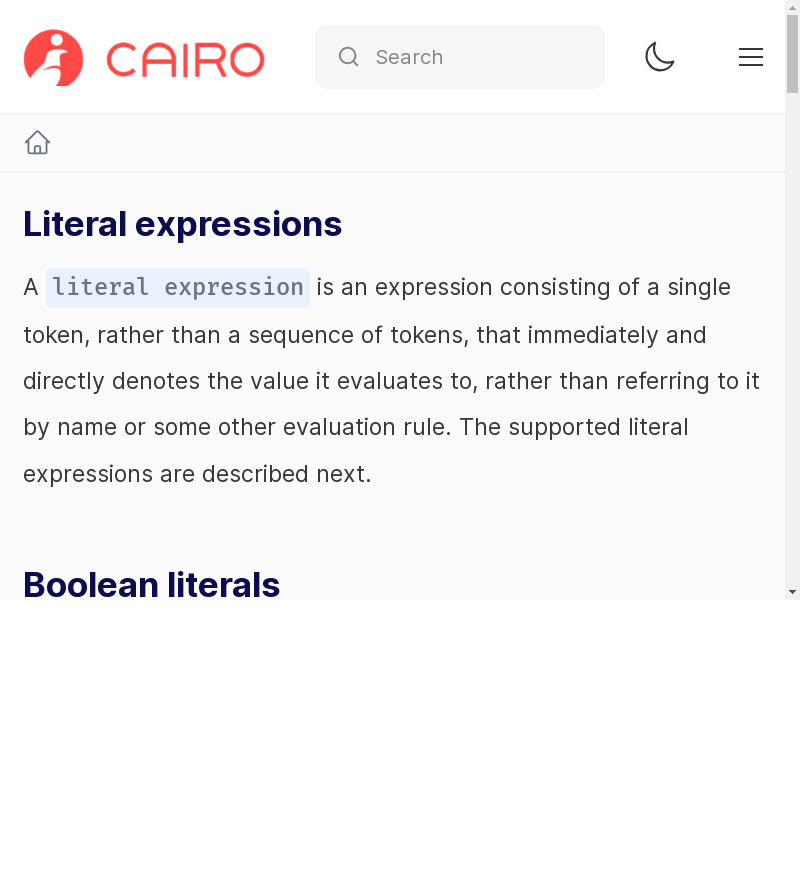 CAIRO
Search
Literal expressions
A literal expression is an expression consisting of a single
token, rather than a sequence of tokens, that immediately and
directly denotes the value it evaluates to, rather than referring to it
by name or some other evaluation rule. The supported literal
expressions are described next.
Boolean literals